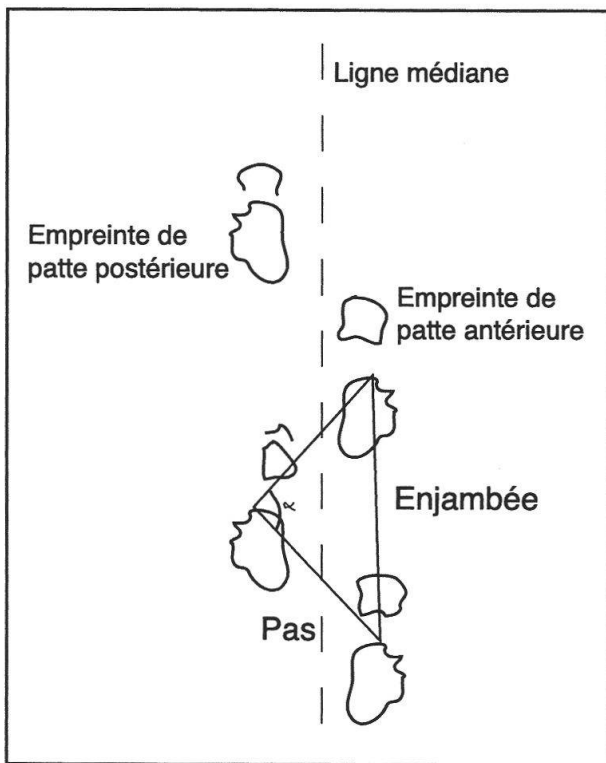 Ligne médiane
Empreinte de
patte postérieure
Empreinte de
patte antérieure
α
Enjambée
Pas